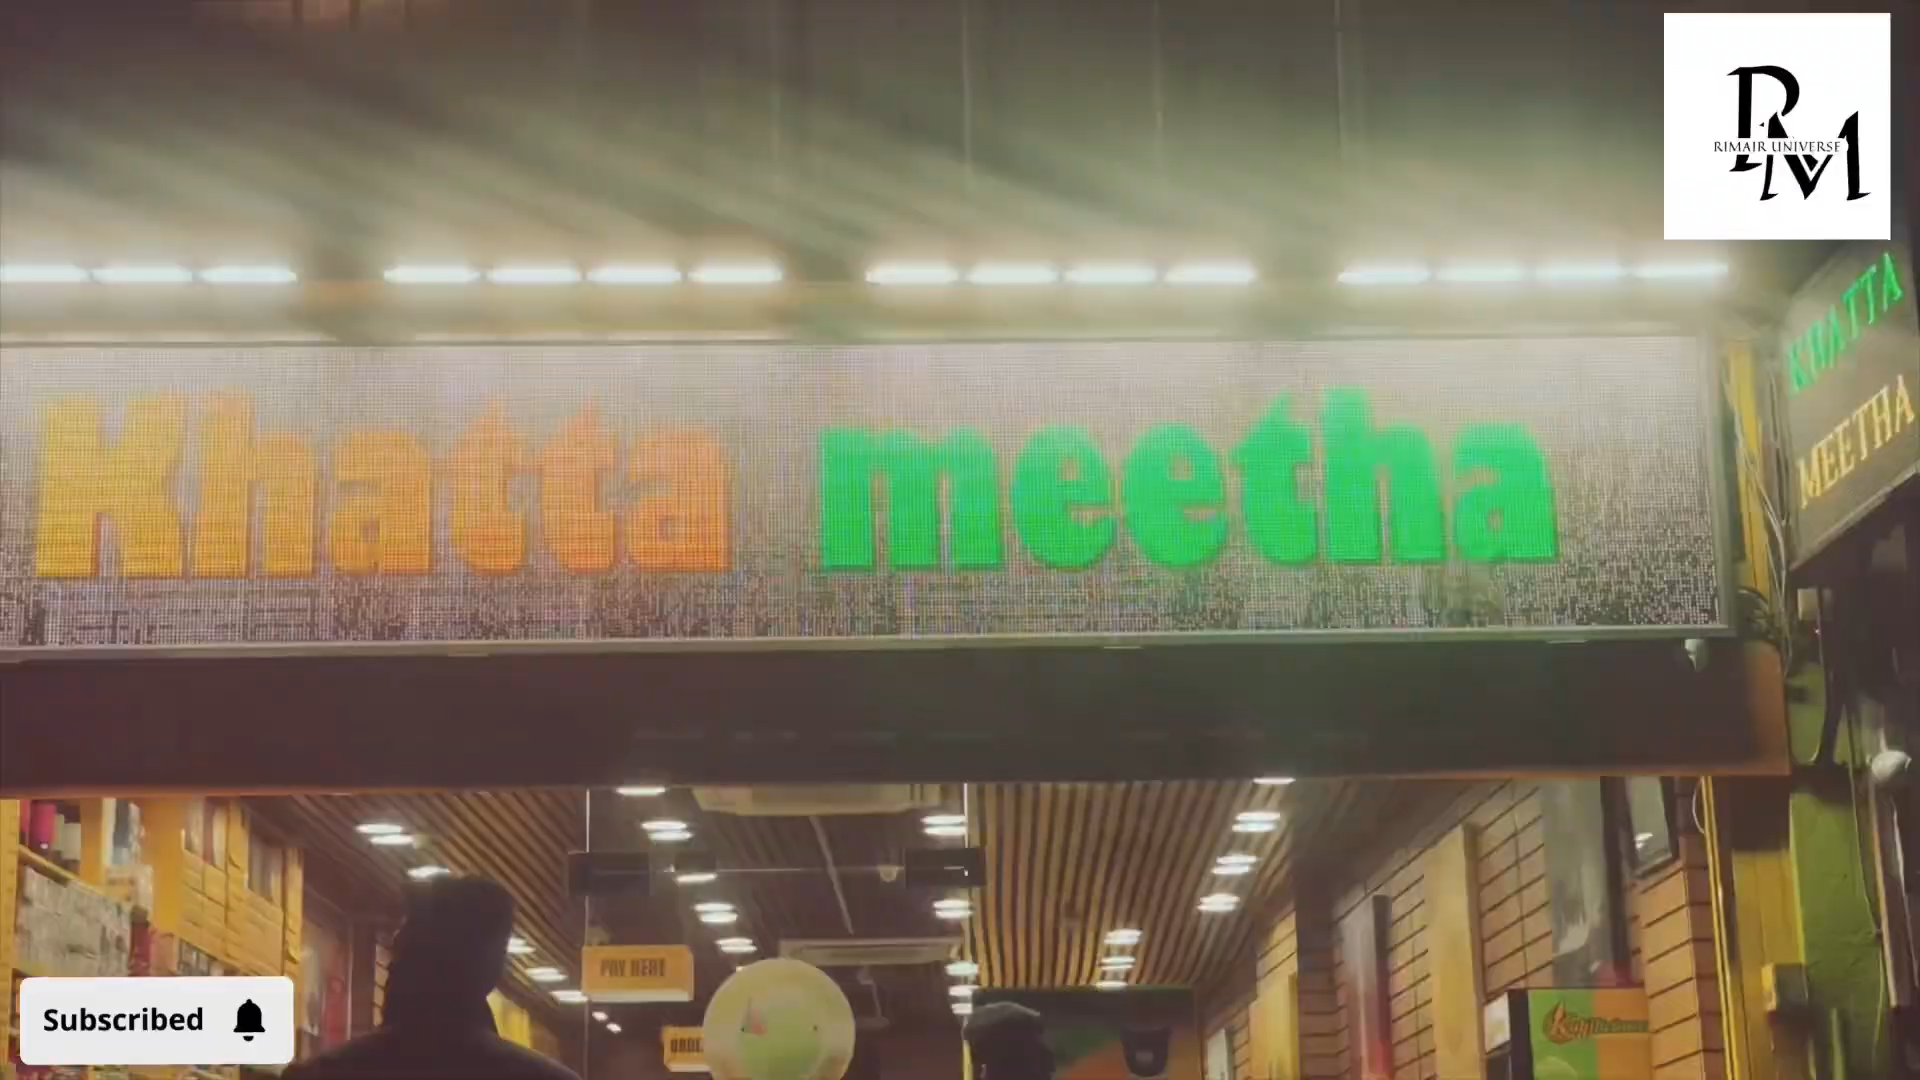 RIMAIR UNIVERSE
Khatta meetha
KHATTA
MEETHA
PAY HERE
Subscribed